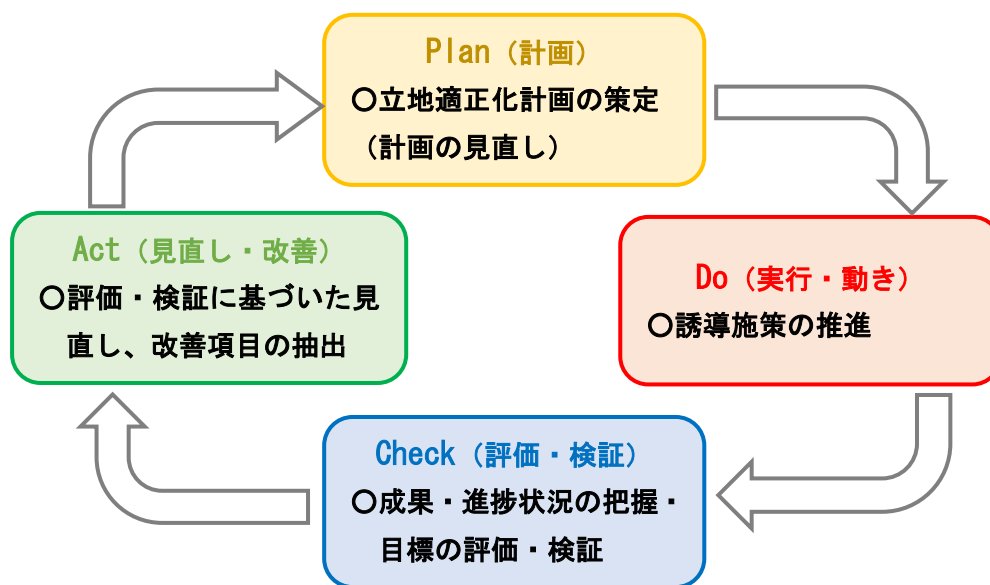 Plan（計画）
〇立地適正化計画の策定
（計画の見直し）
Do（実行・動き）
〇誘導施策の推進
Check（評価・検証）
〇成果・進捗状況の把握・
目標の評価・検証
Act（見直し・改善）
〇評価・検証に基づいた見
直し、改善項目の抽出